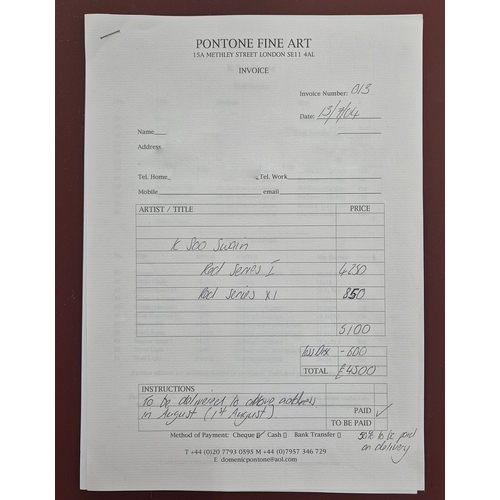 PONTONE FINE ART
15A METHLEY STREET LONDON SE11 4AL
INVOICE
Invoice Number: 013
Date: 13/7/04
Name
Address
Tel. Home Tel. Work
Mobile email
ARTIST / TITLE PRICE
K Soo Swain
Red Series I 4250
Red Series XI 850
5100
less Disc -600
TOTAL £4500
INSTRUCTIONS
To be delivered to above address
in August (1st August) PAID ✓
TO BE PAID
Method of Payment: Cheque ✓ Cash Bank Transfer 50% to be paid
on delivery
T +44 (0)20 7793 0595 M +44 (0)7957 346 729
E domenicpontone@aol.com